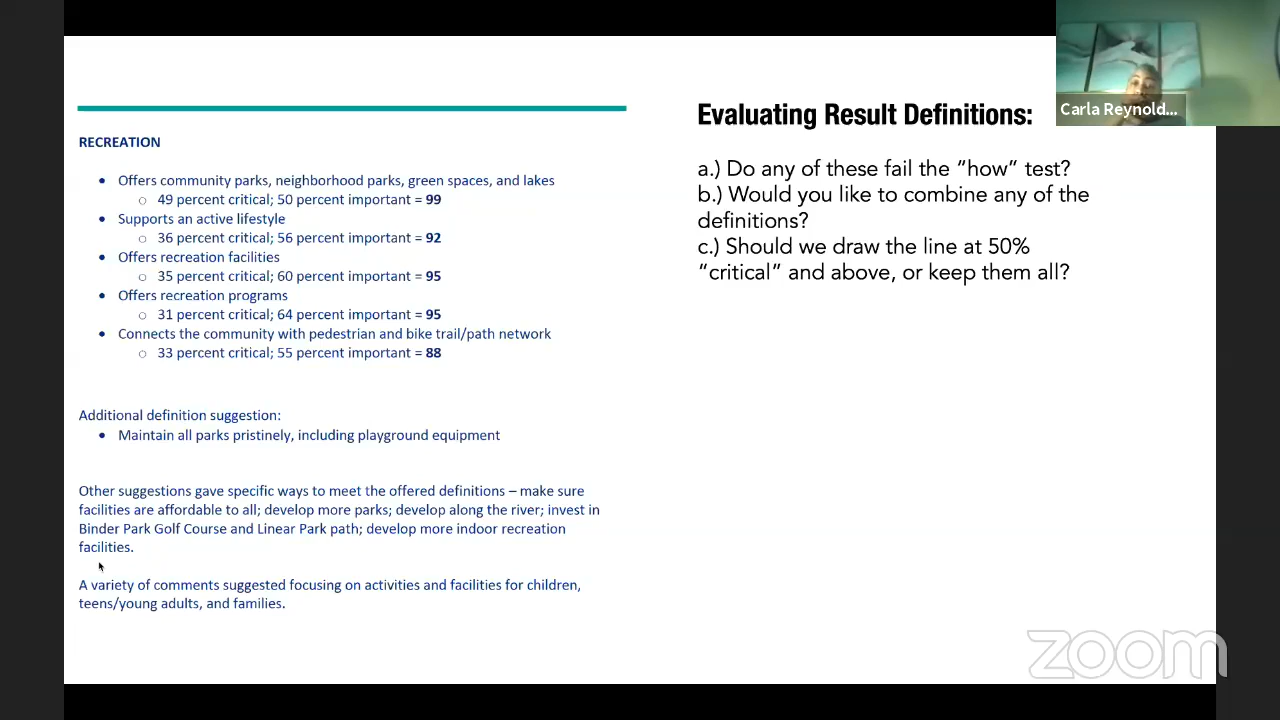 RECREATION
• Offers community parks, neighborhood parks, green spaces, and lakes
○ 49 percent critical; 50 percent important = 99
• Supports an active lifestyle
○ 36 percent critical; 56 percent important = 92
• Offers recreation facilities
○ 35 percent critical; 60 percent important = 95
• Offers recreation programs
○ 31 percent critical; 64 percent important = 95
• Connects the community with pedestrian and bike trail/path network
○ 33 percent critical; 55 percent important = 88
Additional definition suggestion:
• Maintain all parks pristinely, including playground equipment
Other suggestions gave specific ways to meet the offered definitions – make sure
facilities are affordable to all; develop more parks; develop along the river; invest in
Binder Park Golf Course and Linear Park path; develop more indoor recreation
facilities.
A variety of comments suggested focusing on activities and facilities for children,
teens/young adults, and families.
Evaluating Result Definitions:
a.) Do any of these fail the “how” test?
b.) Would you like to combine any of the
definitions?
c.) Should we draw the line at 50%
“critical” and above, or keep them all?
Carla Reynold...
zoom